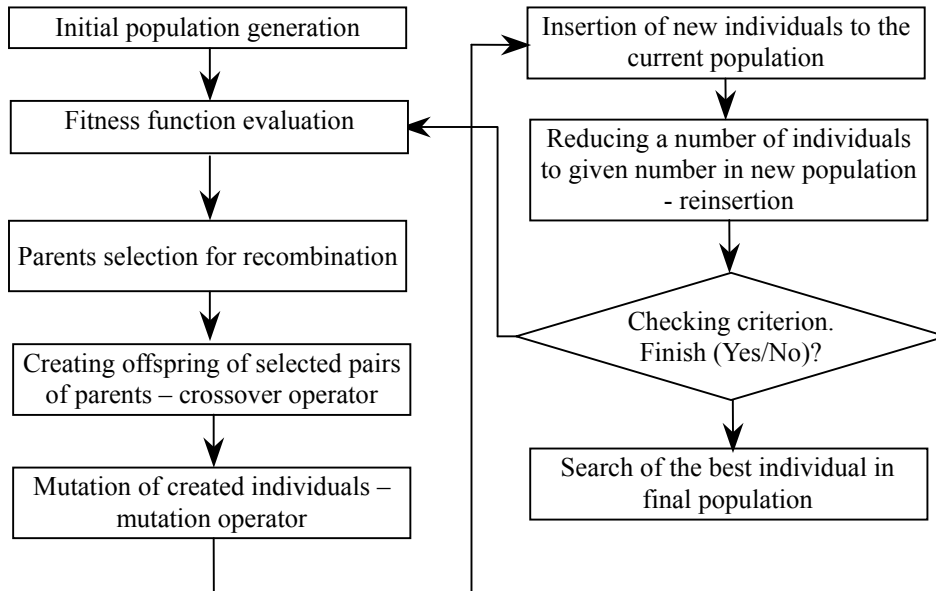 Initial population generation
Fitness function evaluation
Parents selection for recombination
Creating offspring of selected pairs
of parents – crossover operator
Mutation of created individuals –
mutation operator
Insertion of new individuals to the
current population
Reducing a number of individuals
to given number in new population
- reinsertion
Checking criterion.
Finish (Yes/No)?
Search of the best individual in
final population